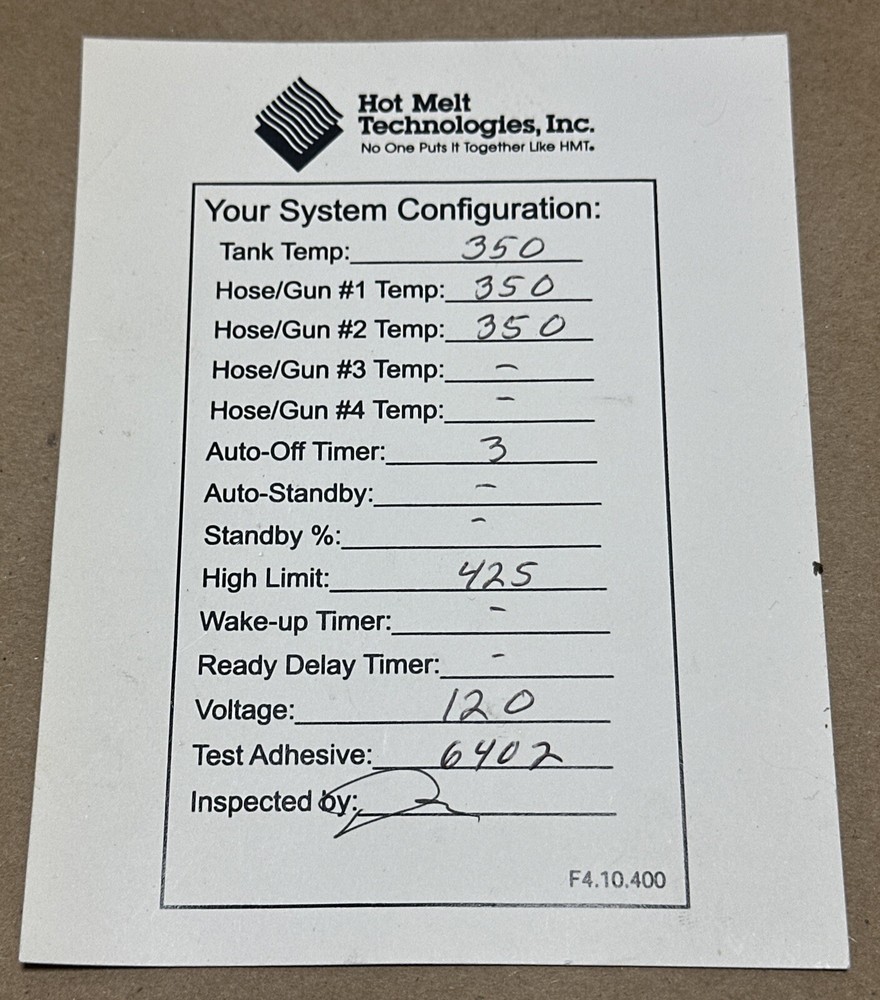 Hot Melt
Technologies, Inc.
No One Puts It Together Like HMT.
Your System Configuration:
Tank Temp: 350
Hose/Gun #1 Temp: 350
Hose/Gun #2 Temp: 350
Hose/Gun #3 Temp: -
Hose/Gun #4 Temp: -
Auto-Off Timer: 3
Auto-Standby: -
Standby %: -
High Limit: 425
Wake-up Timer: -
Ready Delay Timer: -
Voltage: 120
Test Adhesive: 6402
Inspected by:
F4.10.400